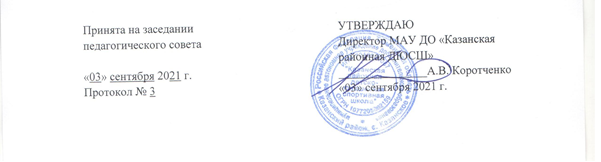 Принята на заседании
педагогического совета
«03» сентября 2021 г.
Протокол № 3
УТВЕРЖДАЮ
Директор МАУ ДО «Казанская
районная ДЮСШ»
А.В. Коротченко
«03» сентября 2021 г.